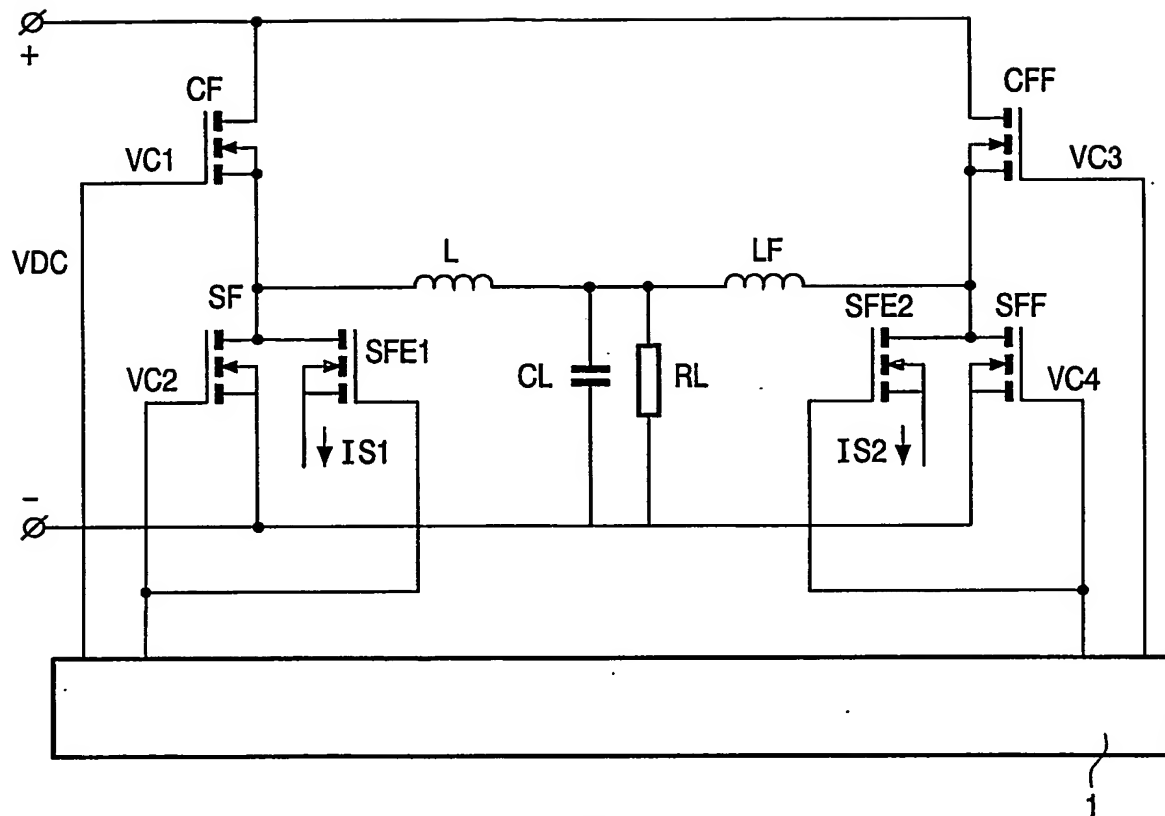 +
CF
CFF
VC1
VC3
VDC
L
LF
SF
SFE2
SFF
SFE1
VC2
CL
RL
VC4
IS1
IS2
-
1